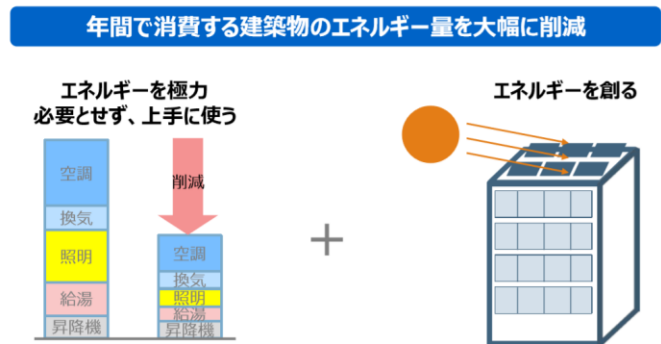 年間で消費する建築物のエネルギー量を大幅に削減
エネルギーを極力
必要とせず、上手に使う
空調
換気
照明
給湯
昇降機
削減
空調
換気
照明
給湯
昇降機
+
エネルギーを創る